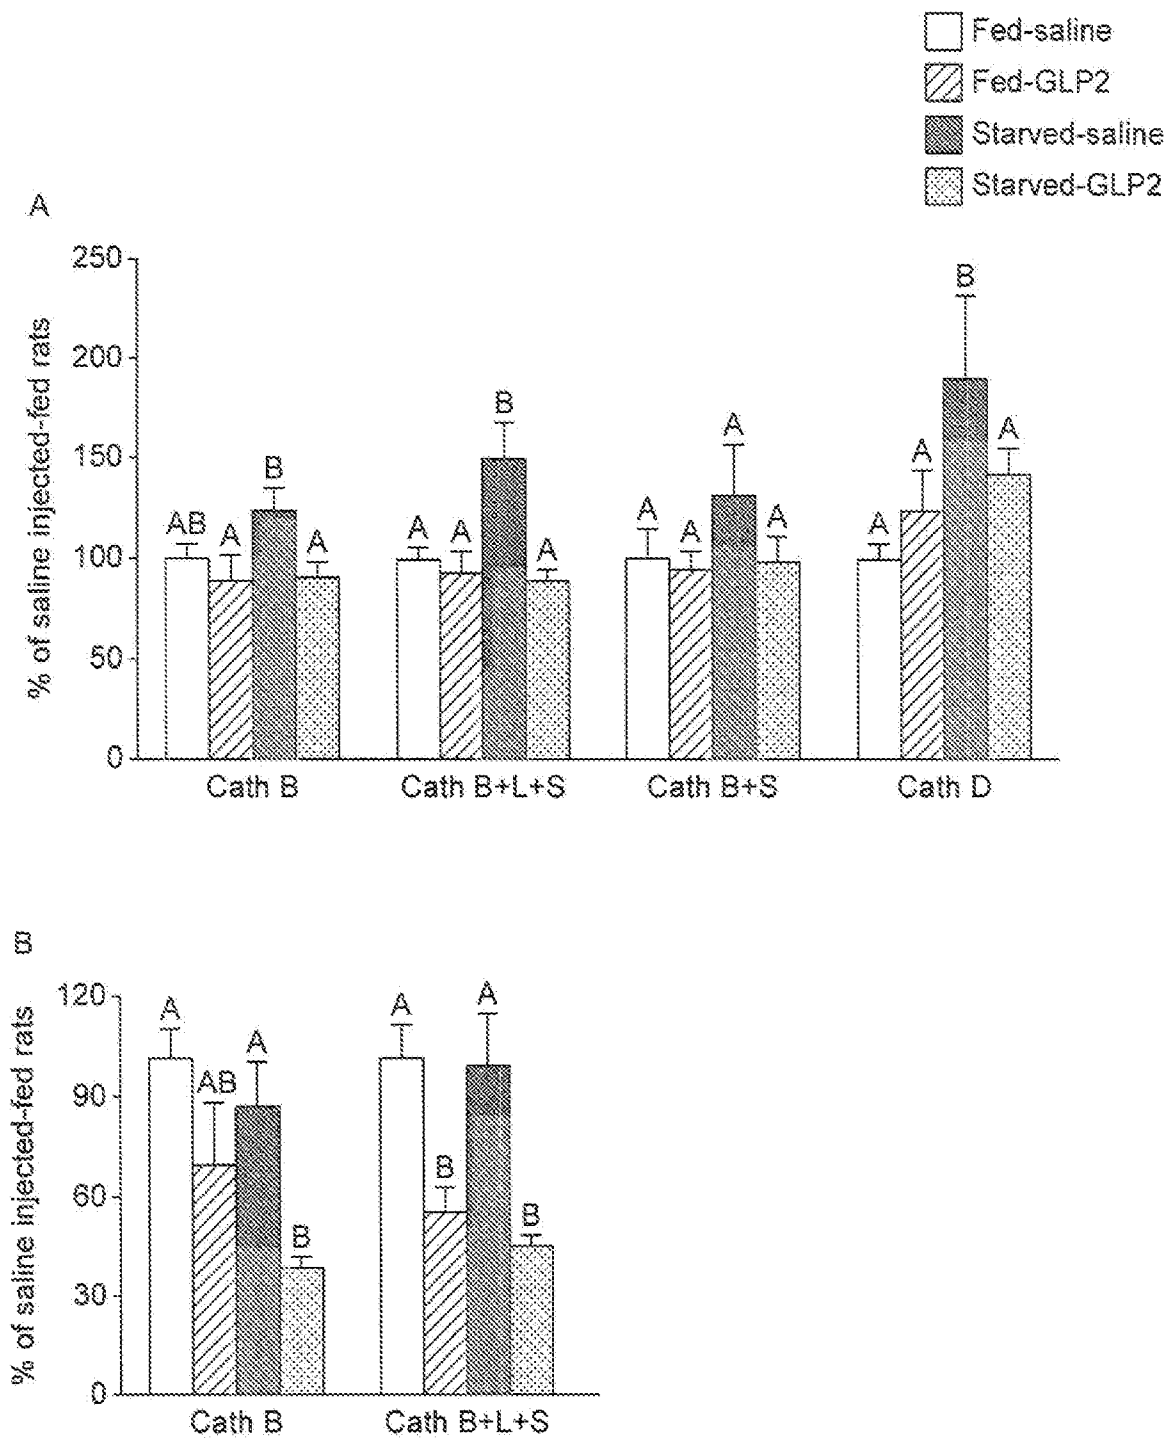 Fed-saline
Fed-GLP2
Starved-saline
Starved-GLP2
A
% of saline injected-fed rats
250
200
150
100
50
0
AB
A
B
A
A
A
B
A
A
A
A
A
A
A
B
A
Cath B
Cath B+L+S
Cath B+S
Cath D
B
% of saline injected-fed rats
120
90
60
30
0
A
AB
A
B
A
B
A
B
Cath B
Cath B+L+S